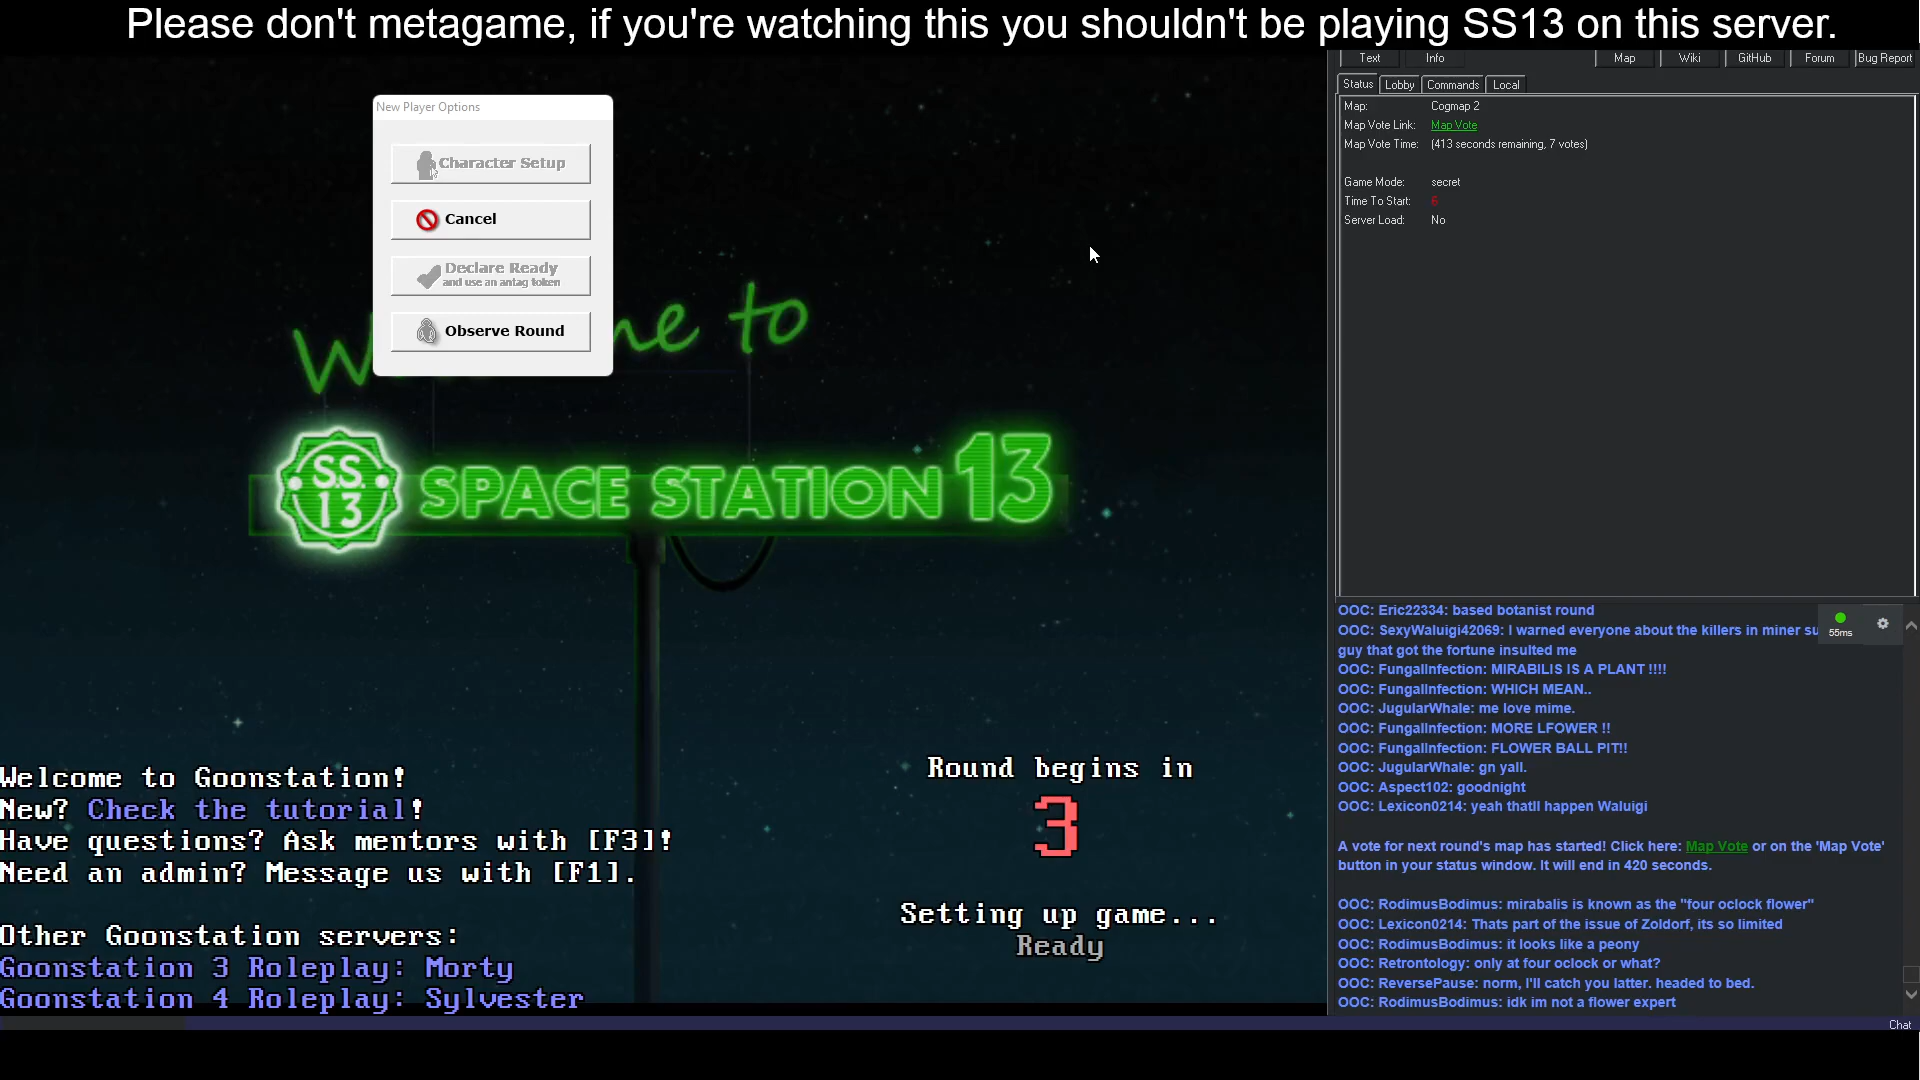 Please don't metagame, if you're watching this you shouldn't be playing SS13 on this server.
Text Info Map Wiki GitHub Forum Bug Report
Status Lobby Commands Local
Map: Cogmap 2
Map Vote Link: Map Vote
Map Vote Time: (413 seconds remaining, 7 votes)
Game Mode: secret
Time To Start:
Server Load: No
New Player Options
Character Setup
Cancel
Declare Ready
and use an antag token
Observe Round
to
S.S.
13
SPACE STATION 13
Welcome to Goonstation!
New? Check the tutorial!
Have questions? Ask mentors with [F3]!
Need an admin? Message us with [F1].
Other Goonstation servers:
Goonstation 3 Roleplay: Morty
Goonstation 4 Roleplay: Sylvester
Round begins in
3
Setting up game...
Ready
OOC: Eric22334: based botanist round
OOC: SexyWaluigi42069: I warned everyone about the killers in miner su
guy that got the fortune insulted me
OOC: FungalInfection: MIRABILIS IS A PLANT !!!!
OOC: FungalInfection: WHICH MEAN..
OOC: JugularWhale: me love mime.
OOC: FungalInfection: MORE LFOWER !!
OOC: FungalInfection: FLOWER BALL PIT!!
OOC: JugularWhale: gn yall.
OOC: Aspect102: goodnight
OOC: Lexicon0214: yeah thatll happen Waluigi
A vote for next round's map has started! Click here: Map Vote or on the 'Map Vote'
button in your status window. It will end in 420 seconds.
OOC: RodimusBodimus: mirabalis is known as the "four oclock flower"
OOC: Lexicon0214: Thats part of the issue of Zoldorf, its so limited
OOC: RodimusBodimus: it looks like a peony
OOC: Retrontology: only at four oclock or what?
OOC: ReversePause: norm, I'll catch you latter. headed to bed.
OOC: RodimusBodimus: idk im not a flower expert
55ms
Chat